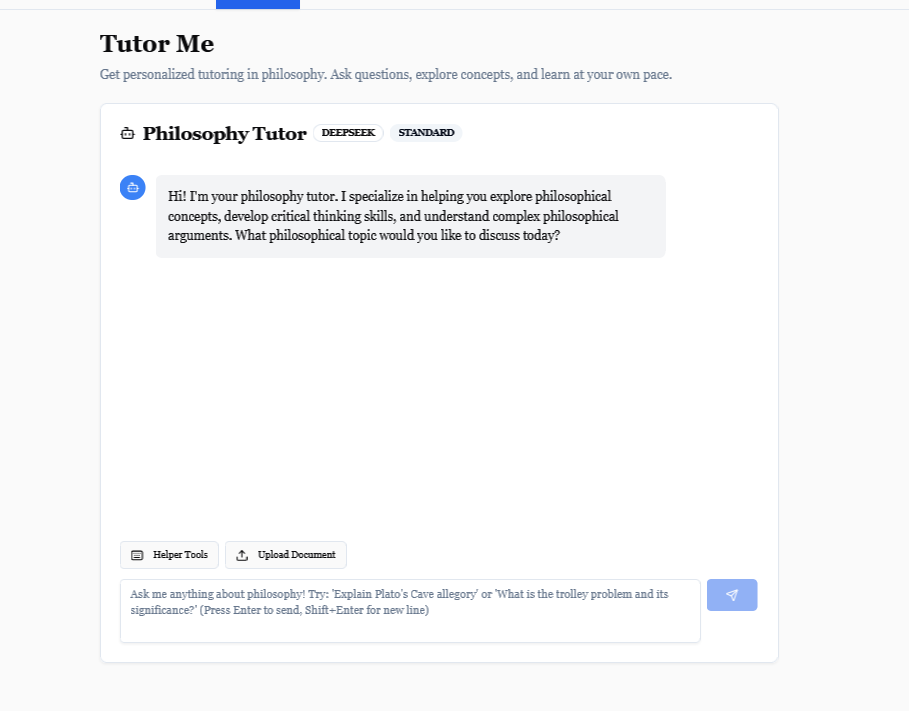 Tutor Me
Get personalized tutoring in philosophy. Ask questions, explore concepts, and learn at your own pace.
Philosophy Tutor DEEPSEEK STANDARD
Hi! I'm your philosophy tutor. I specialize in helping you explore philosophical
concepts, develop critical thinking skills, and understand complex philosophical
arguments. What philosophical topic would you like to discuss today?
Helper Tools Upload Document
Ask me anything about philosophy! Try: 'Explain Plato's Cave allegory' or 'What is the trolley problem and its
significance?' (Press Enter to send, Shift+Enter for new line)